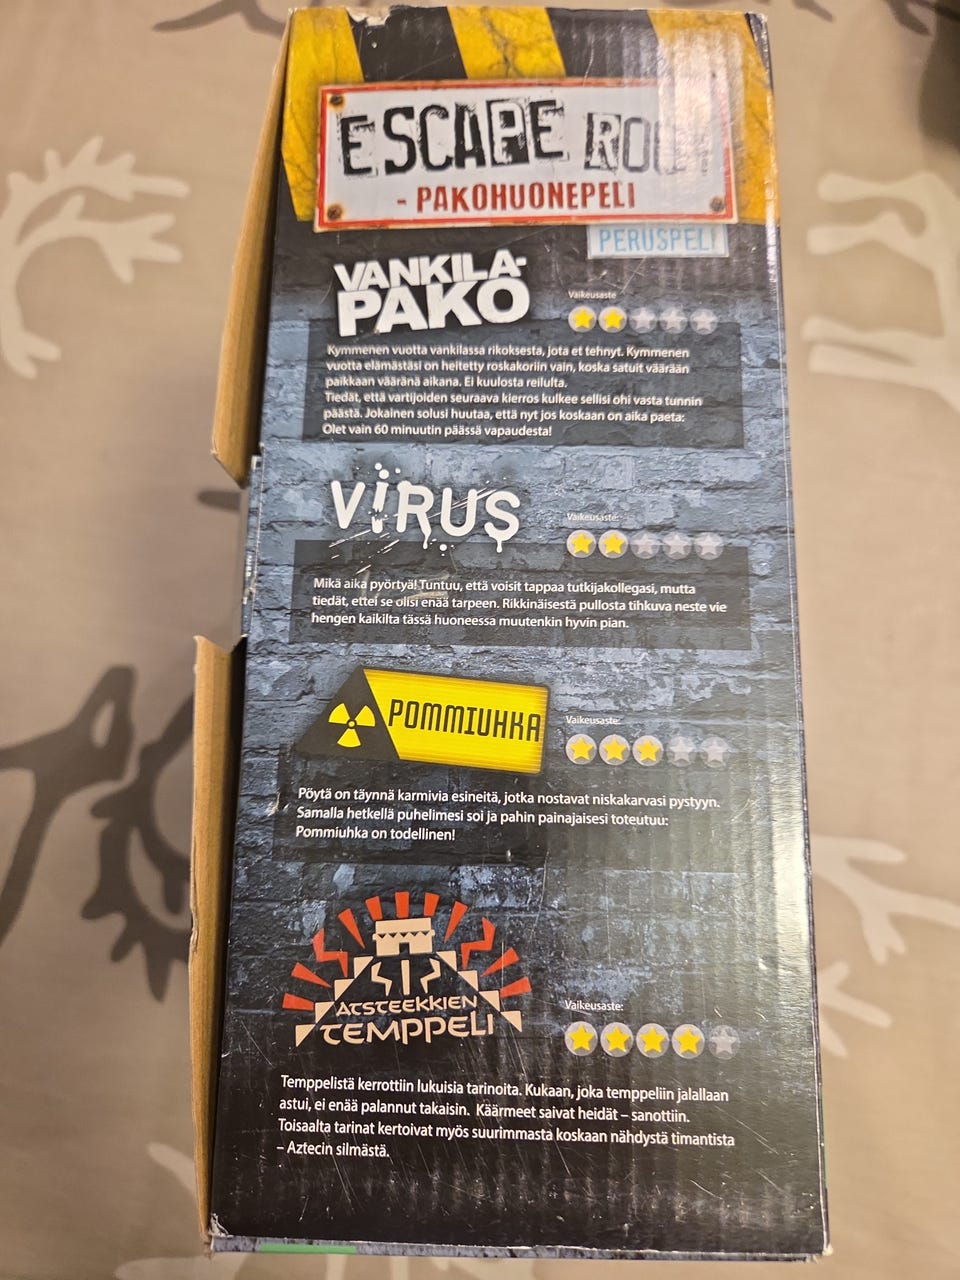 ESCAPE
- PAKOHUONEPELI
PERUSPELI
VANKILA-
PAKO
Vaikeusaste
Kymmenen vuotta vankilassa rikoksesta, jota et tehnyt. Kymmenen
vuotta elämästäsi on heitetty roskakoriin vain, koska satuit väärään
paikkaan vääränä aikana. Ei kuulosta reilulta.
Tiedät, että vartijoiden seuraava kierros kulkee sellisi ohi vasta tunnin
päästä. Jokainen solusi huutaa, että nyt jos koskaan on aika paeta:
Olet vain 60 minuutin päässä vapaudesta!
VIRUS
Vaikeusaste:
Mikä aika pyörtyä! Tuntuu, että voisit tappaa tutkijakollegasi, mutta
tiedät, ettei se olisi enää tarpeen. Rikkinäisestä pullosta tihkuva neste vie
hengen kaikilta tässä huoneessa muutenkin hyvin pian.
POMMIUHKA
Vaikeusaste:
Pöytä on täynnä karmivia esineitä, jotka nostavat niskakarvasi pystyyn.
Samalla hetkellä puhelimesi soi ja pahin painajaisesi toteutuu:
Pommiuhka on todellinen!
ATSTEEKKIEN
TEMPPELI
Vaikeusaste:
Temppelistä kerrottiin lukuisia tarinoita. Kukaan, joka temppeliin jalallaan
astui, ei enää palannut takaisin. Käärmeet saivat heidät – sanottiin.
Toisaalta tarinat kertoivat myös suurimmasta koskaan nähdystä timantista
– Aztecin silmästä.